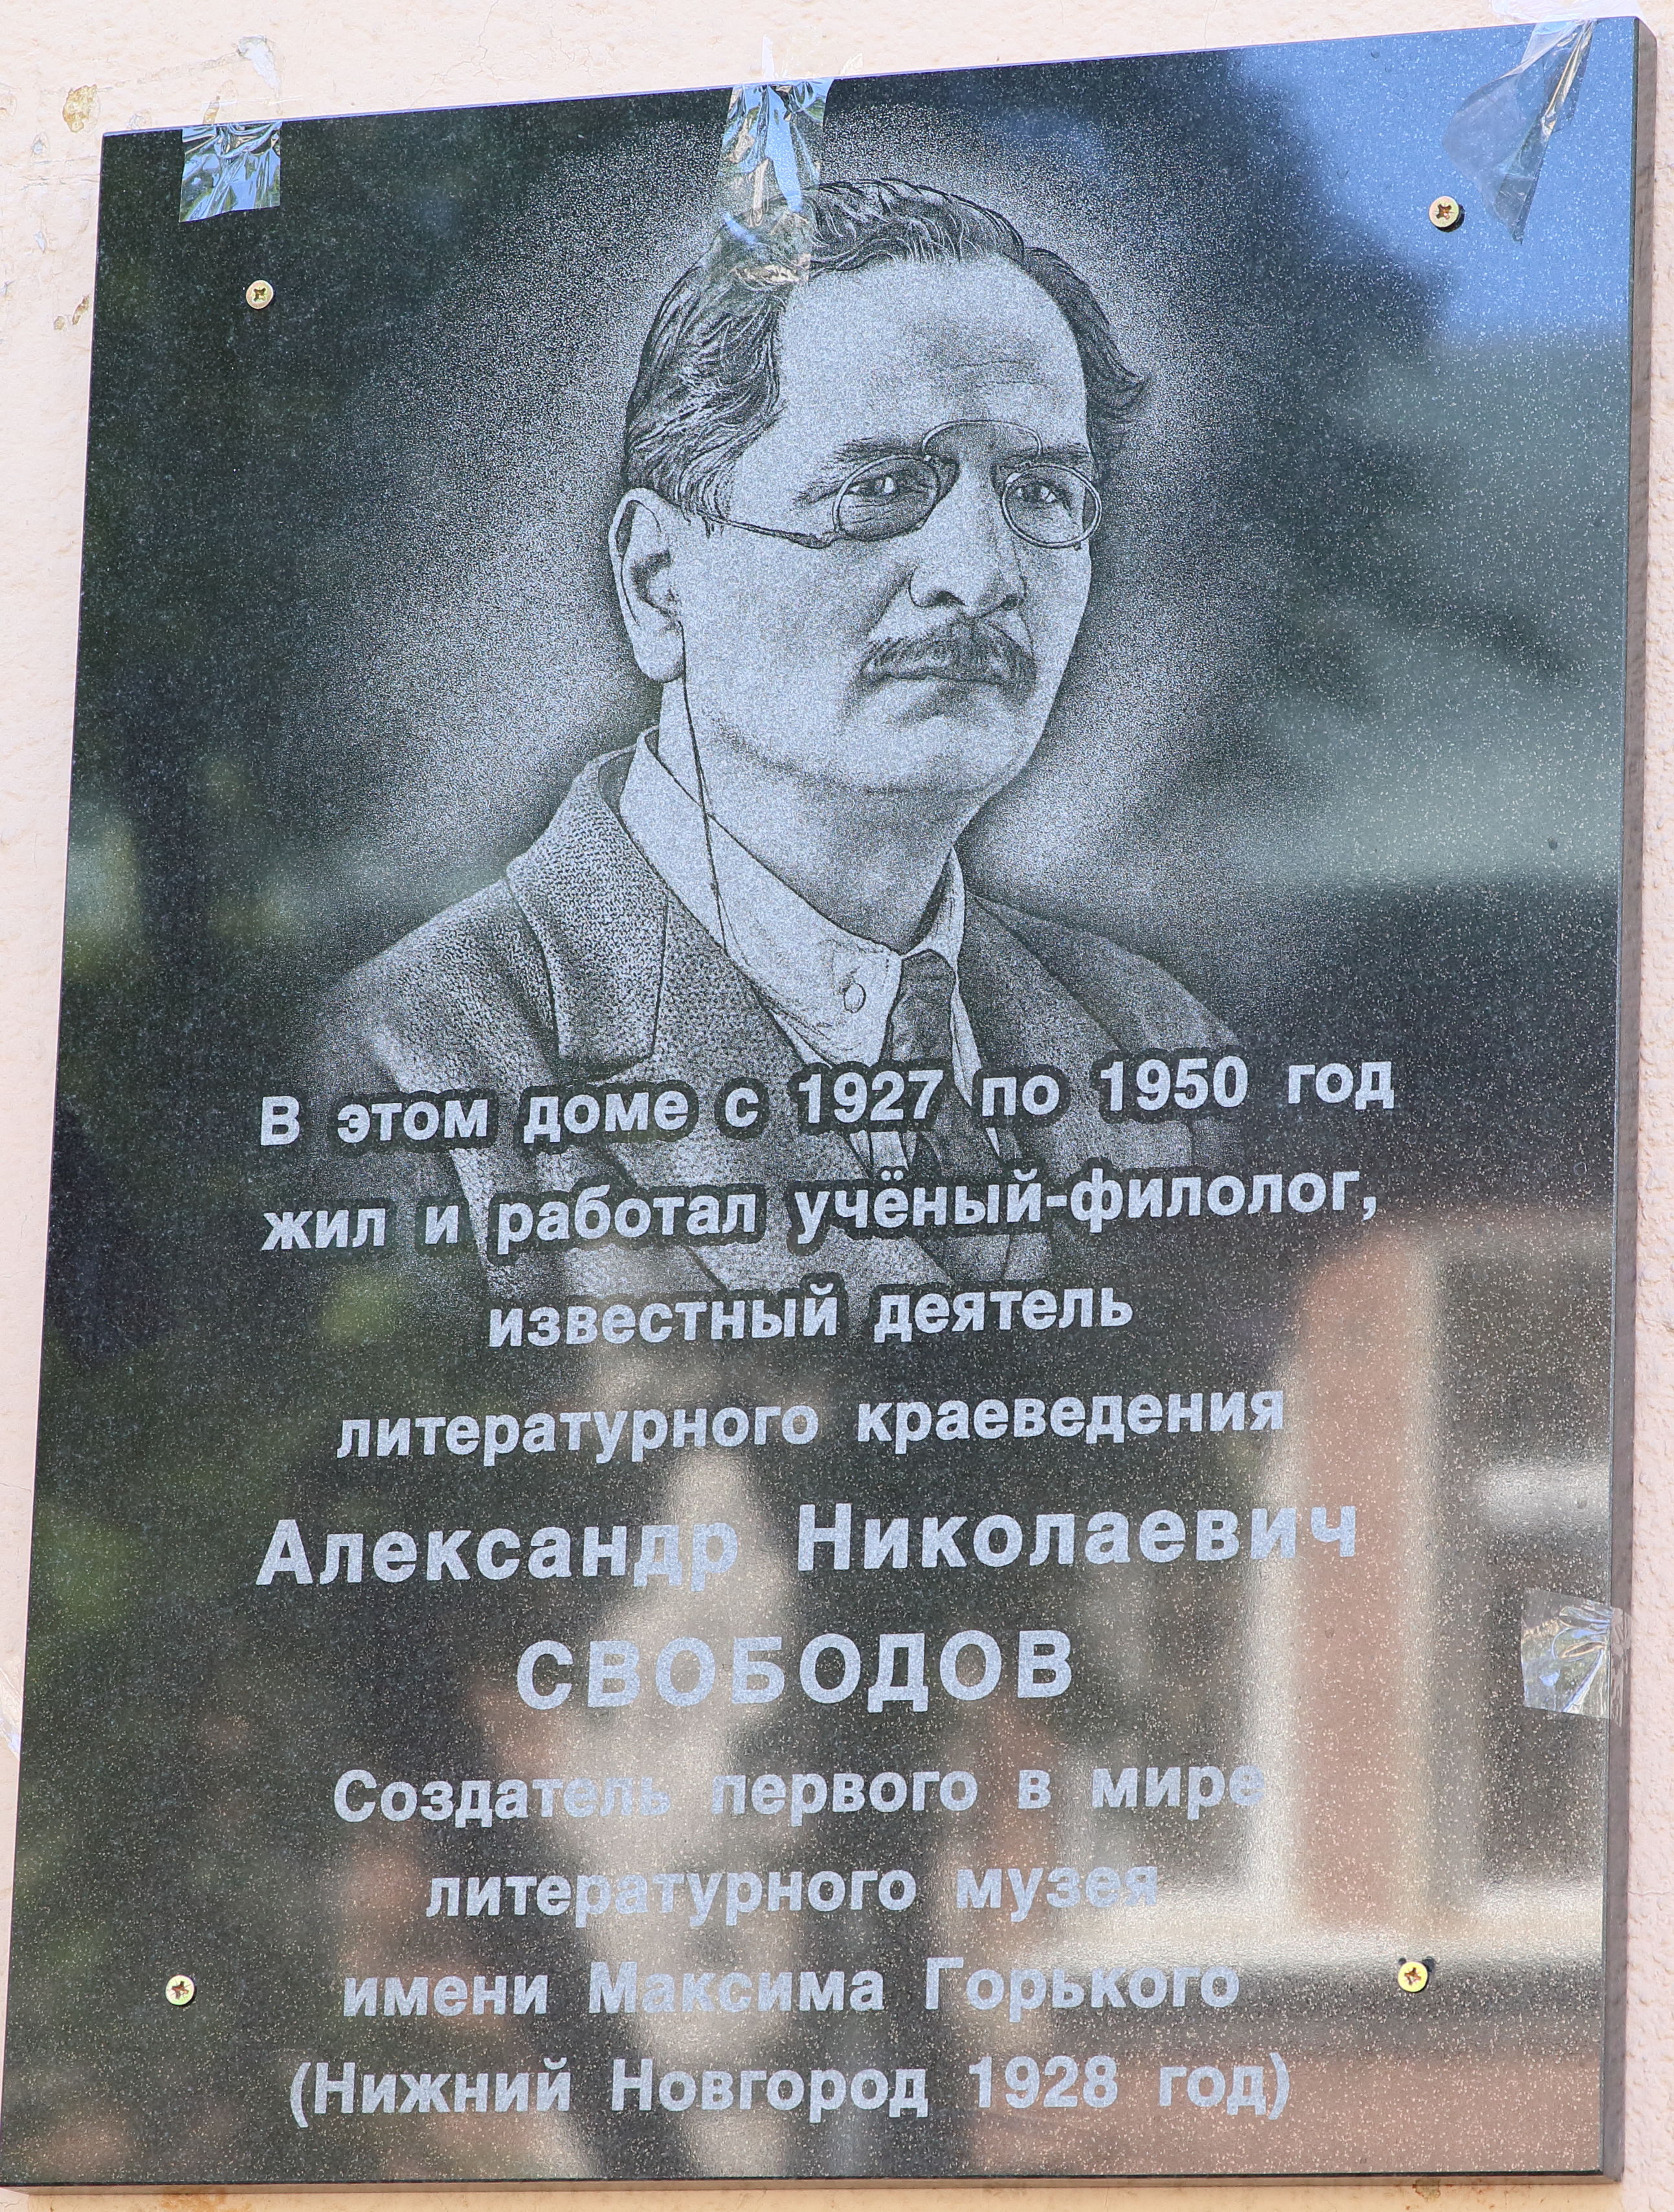 В этом доме с 1927 по 1950 год
жил и работал учёный-филолог,
известный деятель
литературного краеведения
Александр Николаевич
СВОБОДОВ
Создатель первого в мире
литературного музея
имени Максима Горького
(Нижний Новгород 1928 год)